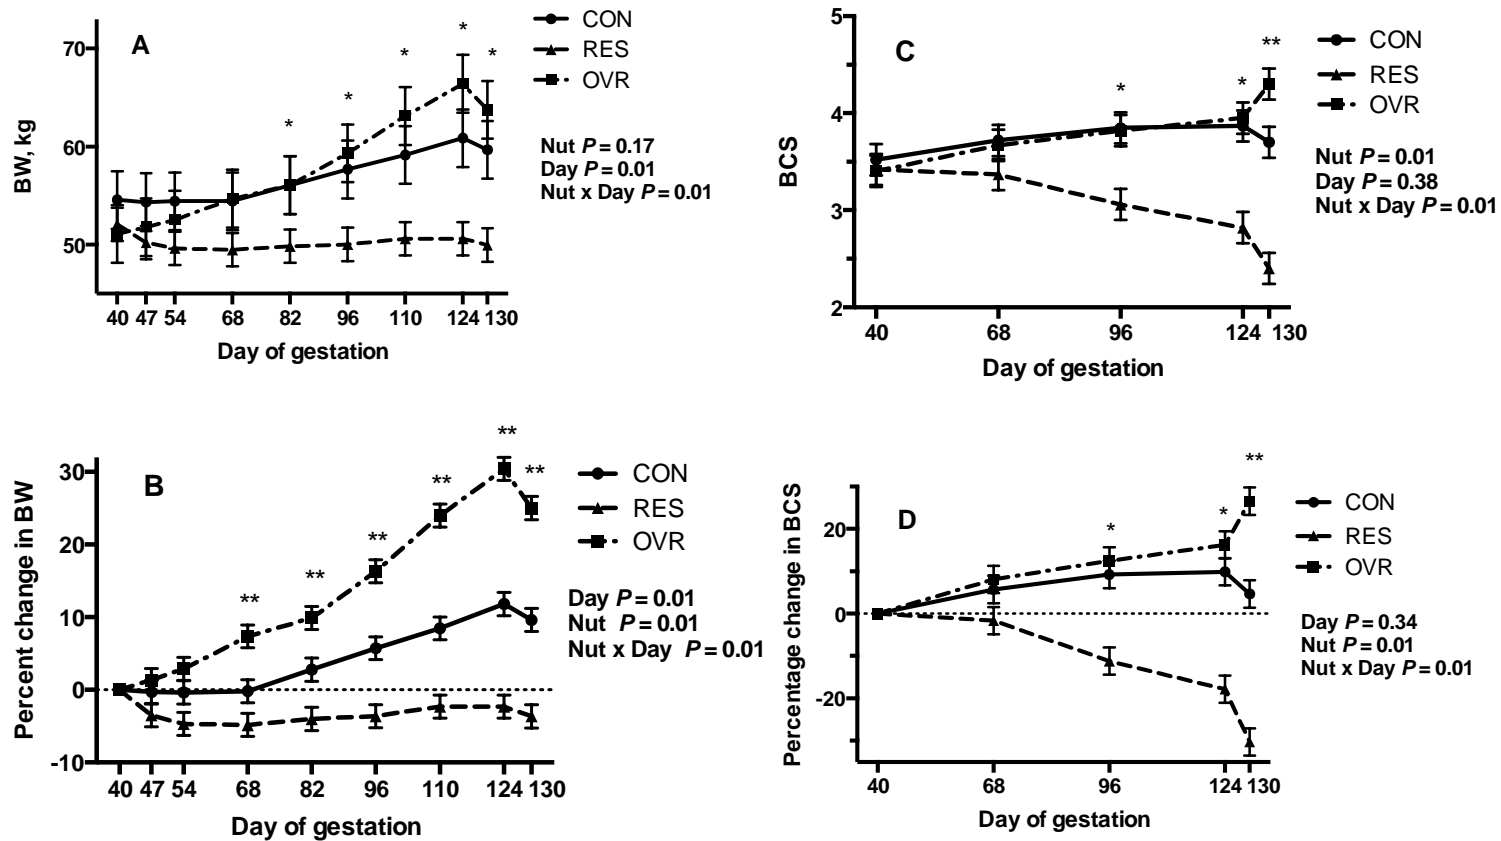 A
BW, kg
70
60
50
40 47 54 68 82 96 110 124 130
Day of gestation
* * * * * *
CON
RES
OVR
Nut P = 0.17
Day P = 0.01
Nut x Day P = 0.01
C
BCS
5
4
3
2
40 68 96 124 130
Day of gestation
* * **
CON
RES
OVR
Nut P = 0.01
Day P = 0.38
Nut x Day P = 0.01
B
Percent change in BW
30
20
10
0
-10
40 47 54 68 82 96 110 124 130
Day of gestation
** ** ** ** ** **
CON
RES
OVR
Day P = 0.01
Nut P = 0.01
Nut x Day P = 0.01
D
Percentage change in BCS
20
0
-20
40 68 96 124 130
Day of gestation
* * **
CON
RES
OVR
Day P = 0.34
Nut P = 0.01
Nut x Day P = 0.01